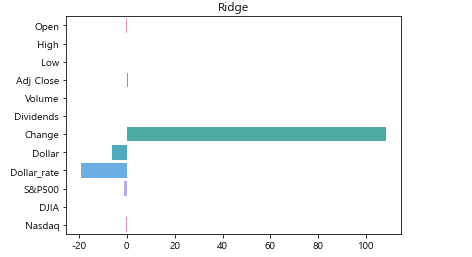 Ridge
Open
High
Low
Adj Close
Volume
Dividends
Change
Dollar
Dollar_rate
S&P500
DJIA
Nasdaq
-20 0 20 40 60 80 100